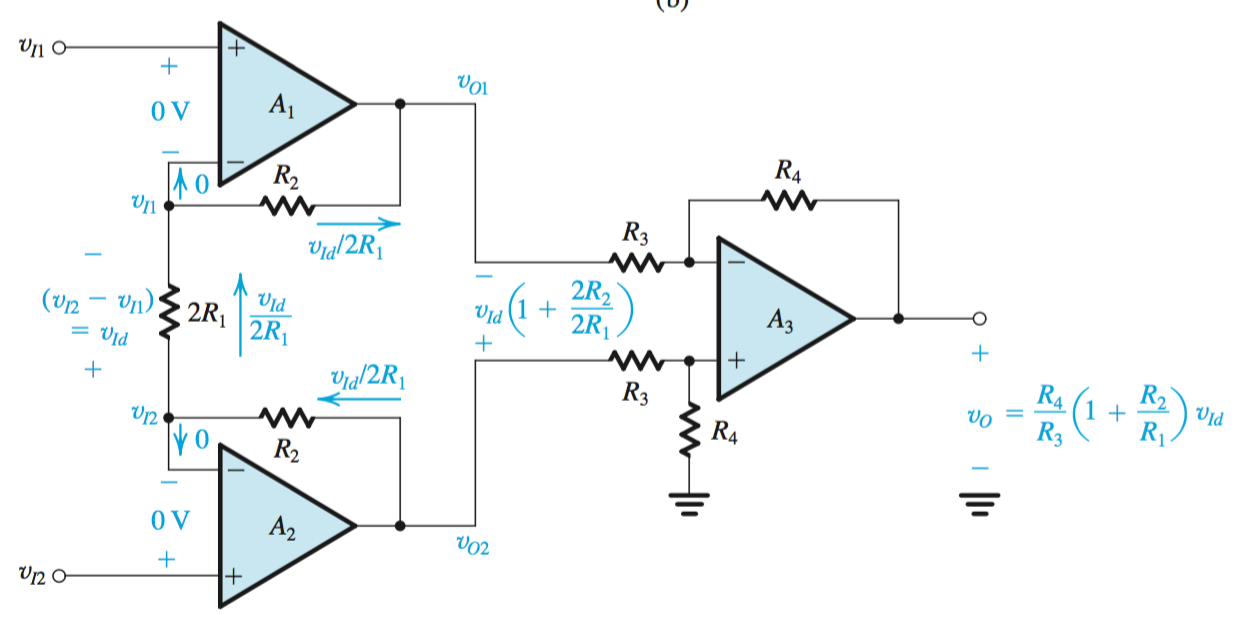 (b)
v_{I1}
+
+
0 V
A_1
v_{O1}
−
−
0
R_2
R_4
v_{I1}
v_{Id}/2R_1
R_3
−
−
−
(v_{I2} − v_{I1})
= v_{Id}
+
2R_1
v_{Id}/2R_1
v_{Id}(1 + 2R_2/2R_1)
+
A_3
+
R_3
v_{Id}/2R_1
+
v_O = R_4/R_3 (1 + R_2/R_1) v_{Id}
−
v_{I2}
0
R_2
R_4
−
−
0 V
A_2
v_{O2}
+
v_{I2}
+